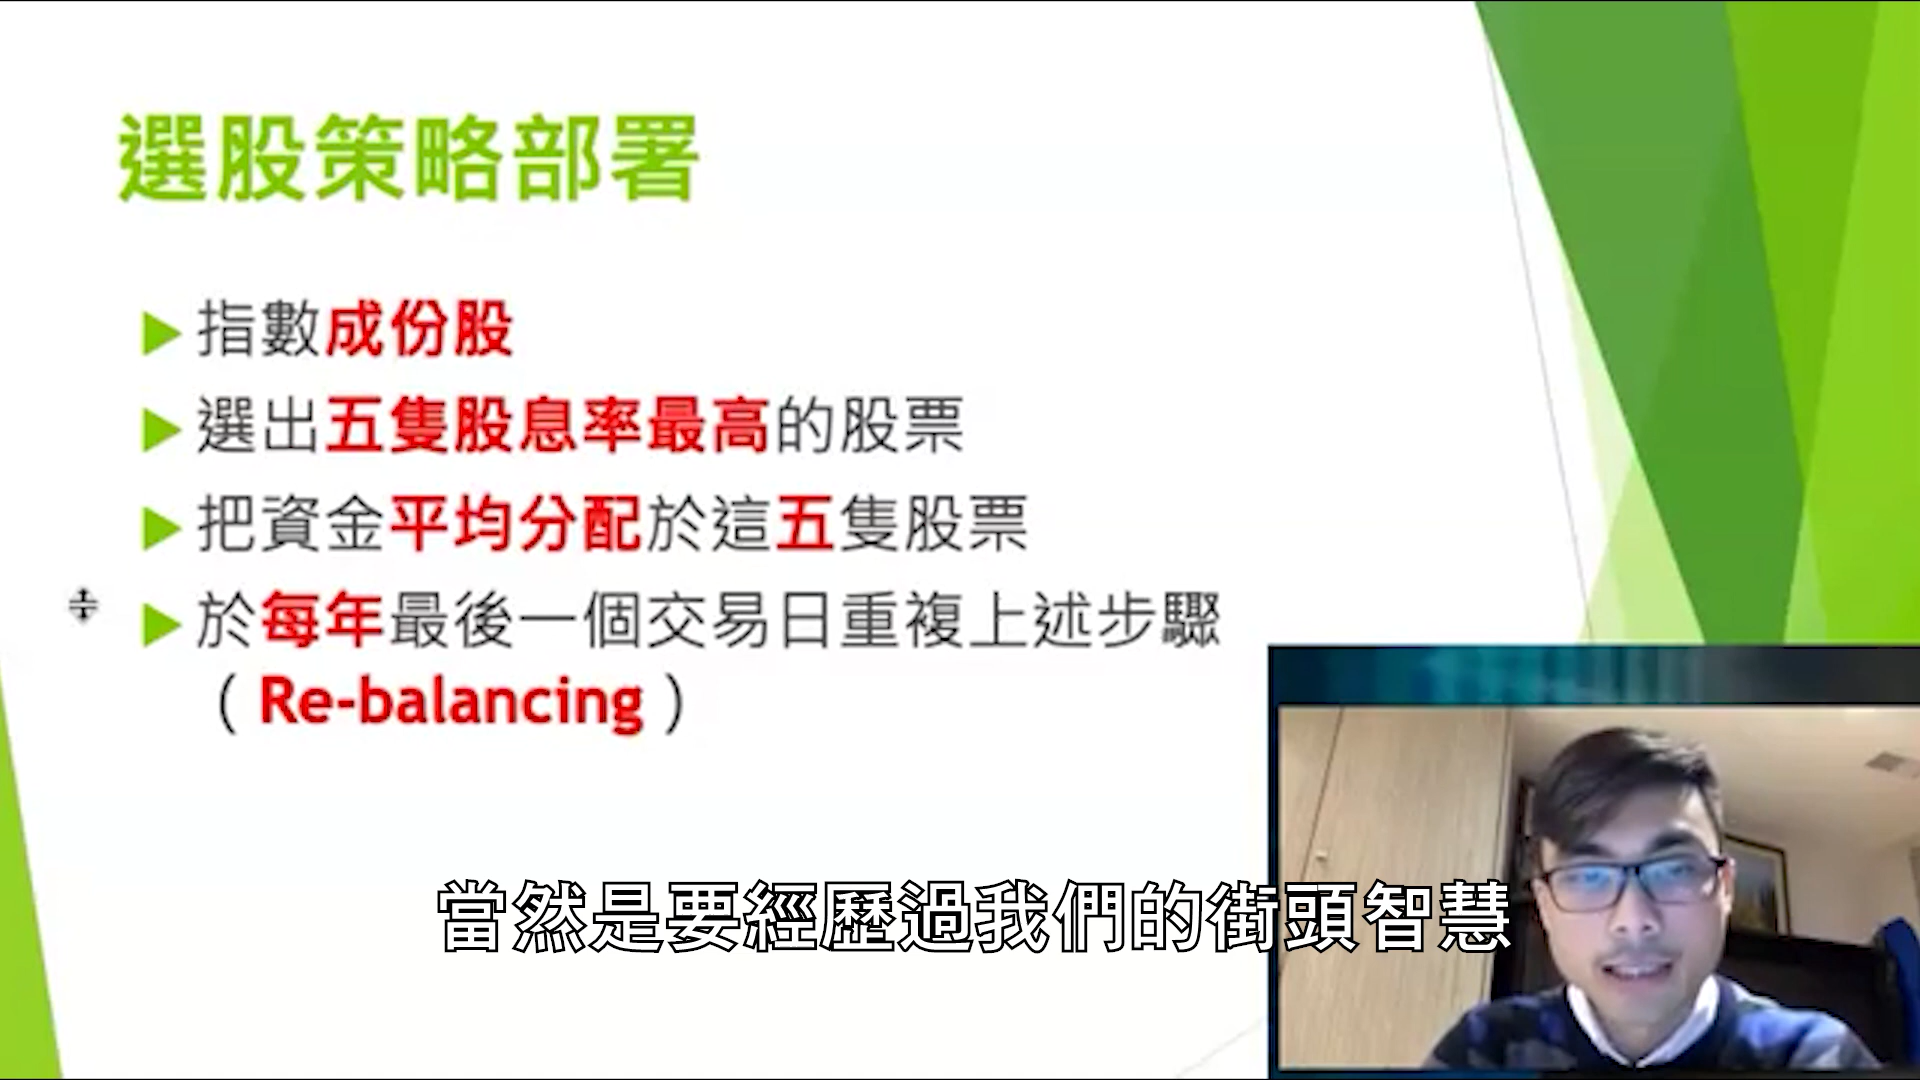 選股策略部署
指數成份股
選出五隻股息率最高的股票
把資金平均分配於這五隻股票
於每年最後一個交易日重複上述步驟
（Re-balancing）
當然是要經歷過我們的街頭智慧